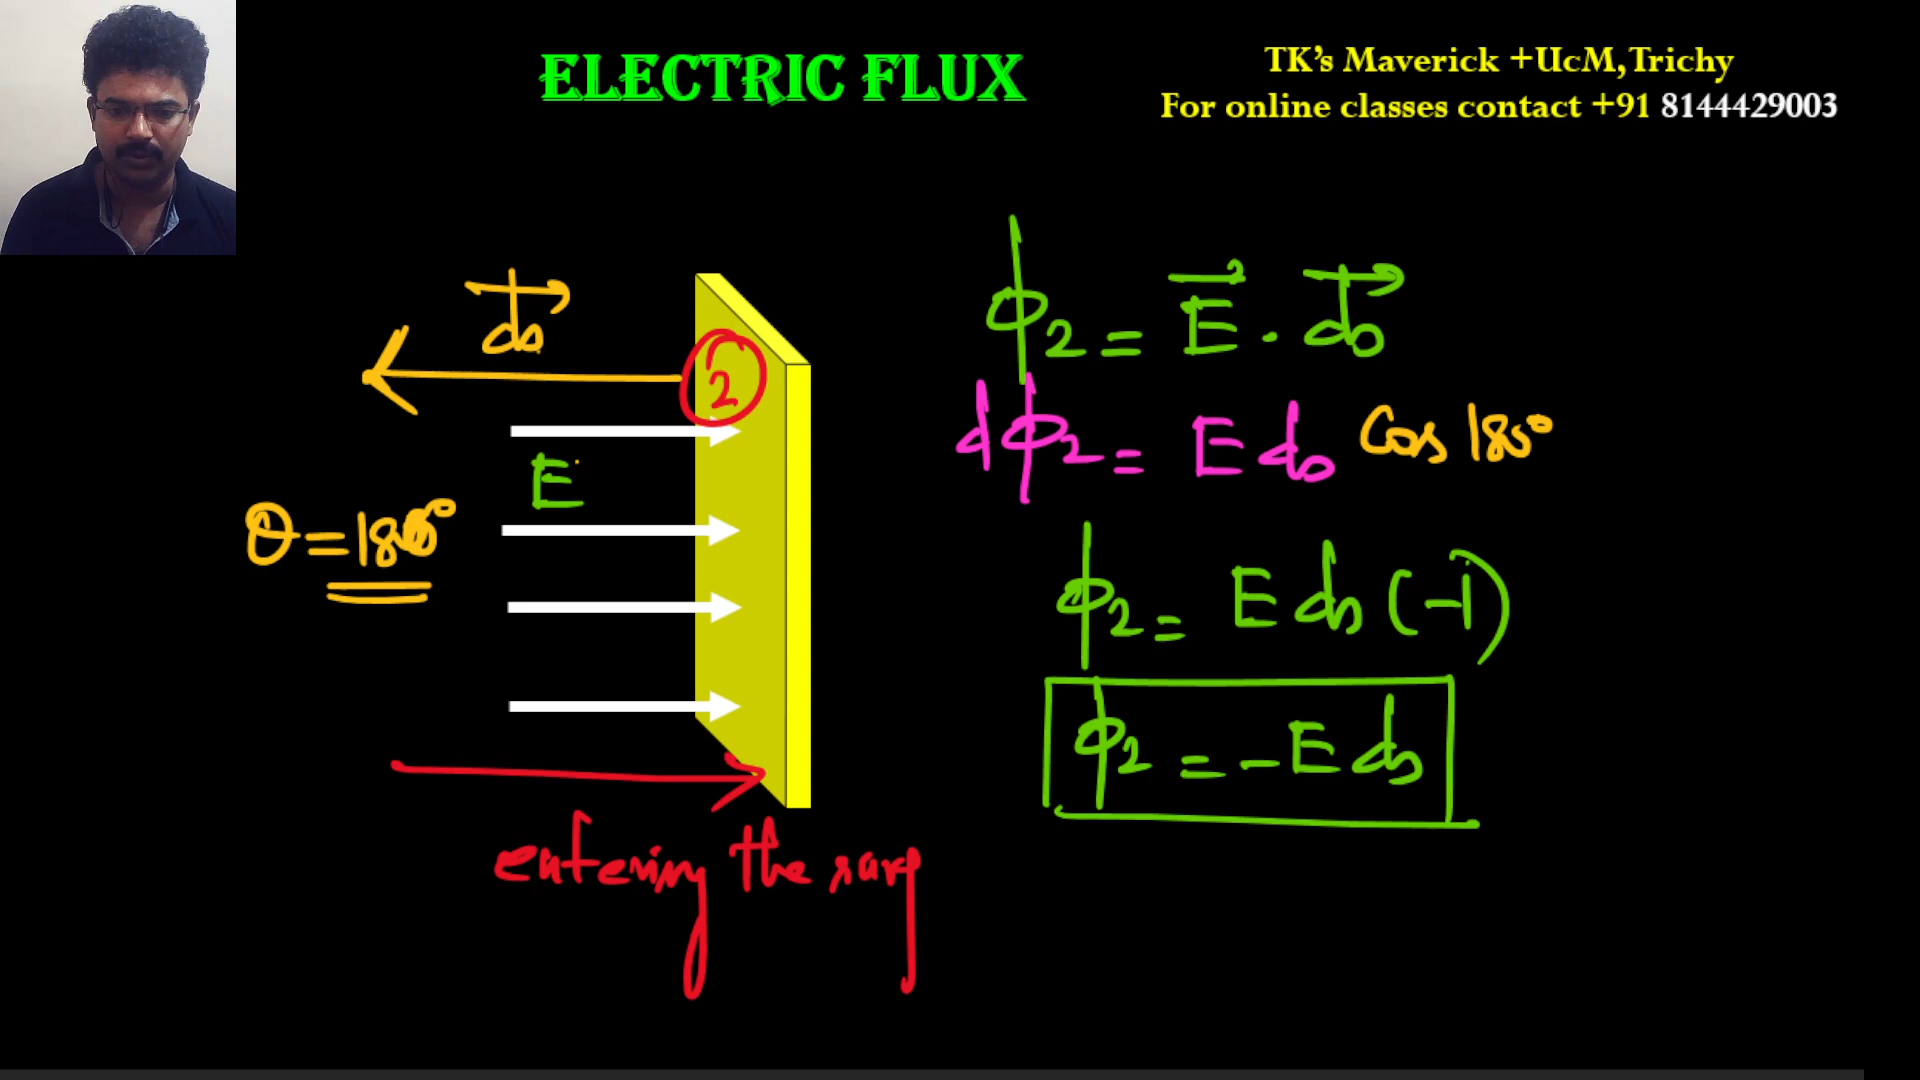 ELECTRIC FLUX
TK's Maverick +UcM,Trichy
For online classes contact +91 8144429003
ds
2
E
θ = 180°
entering the surf
ϕ2 = E . ds
dϕ2 = E ds Cos 180°
ϕ2 = E ds (-1)
ϕ2 = - E ds